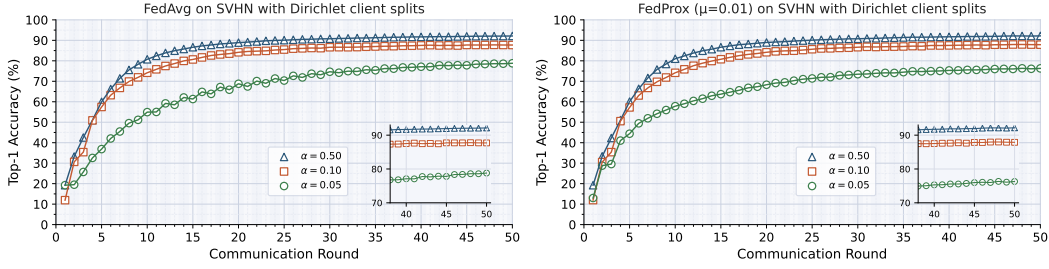 FedAvg on SVHN with Dirichlet client splits
Top-1 Accuracy (%)
100
90
80
70
60
50
40
30
20
10
0
α = 0.50
α = 0.10
α = 0.05
90
80
70
40 45 50
0 5 10 15 20 25 30 35 40 45 50
Communication Round
FedProx (μ=0.01) on SVHN with Dirichlet client splits
Top-1 Accuracy (%)
100
90
80
70
60
50
40
30
20
10
0
α = 0.50
α = 0.10
α = 0.05
90
80
70
40 45 50
0 5 10 15 20 25 30 35 40 45 50
Communication Round